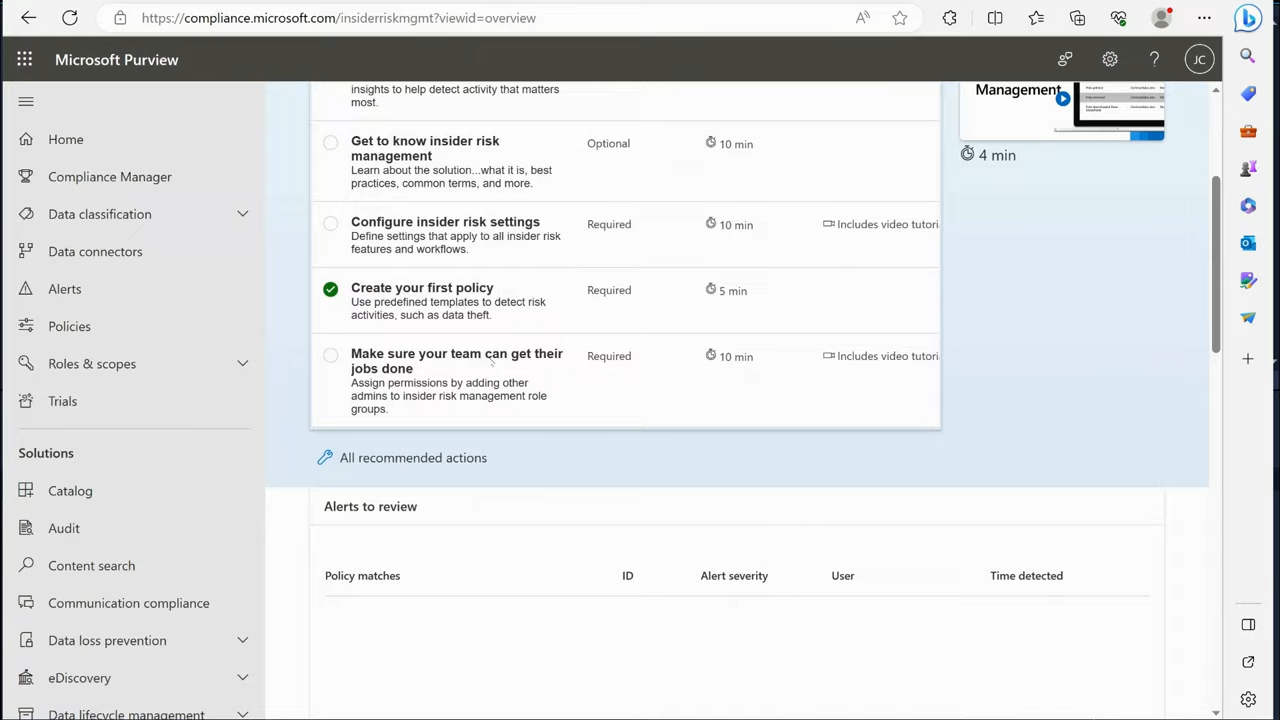 https://compliance.microsoft.com/insiderriskmgmt?viewid=overview
Microsoft Purview
JC
Home
Compliance Manager
Data classification
Data connectors
Alerts
Policies
Roles & scopes
Trials
Solutions
Catalog
Audit
Content search
Communication compliance
Data loss prevention
eDiscovery
Data lifecycle management
insights to help detect activity that matters
most.
Get to know insider risk
management
Optional
10 min
Learn about the solution...what it is, best
practices, common terms, and more.
Configure insider risk settings
Required
10 min
Includes video tutori
Define settings that apply to all insider risk
features and workflows.
Create your first policy
Required
5 min
Use predefined templates to detect risk
activities, such as data theft.
Make sure your team can get their
jobs done
Required
10 min
Includes video tutori
Assign permissions by adding other
admins to insider risk management role
groups.
All recommended actions
Management
4 min
Alerts to review
Policy matches
ID
Alert severity
User
Time detected